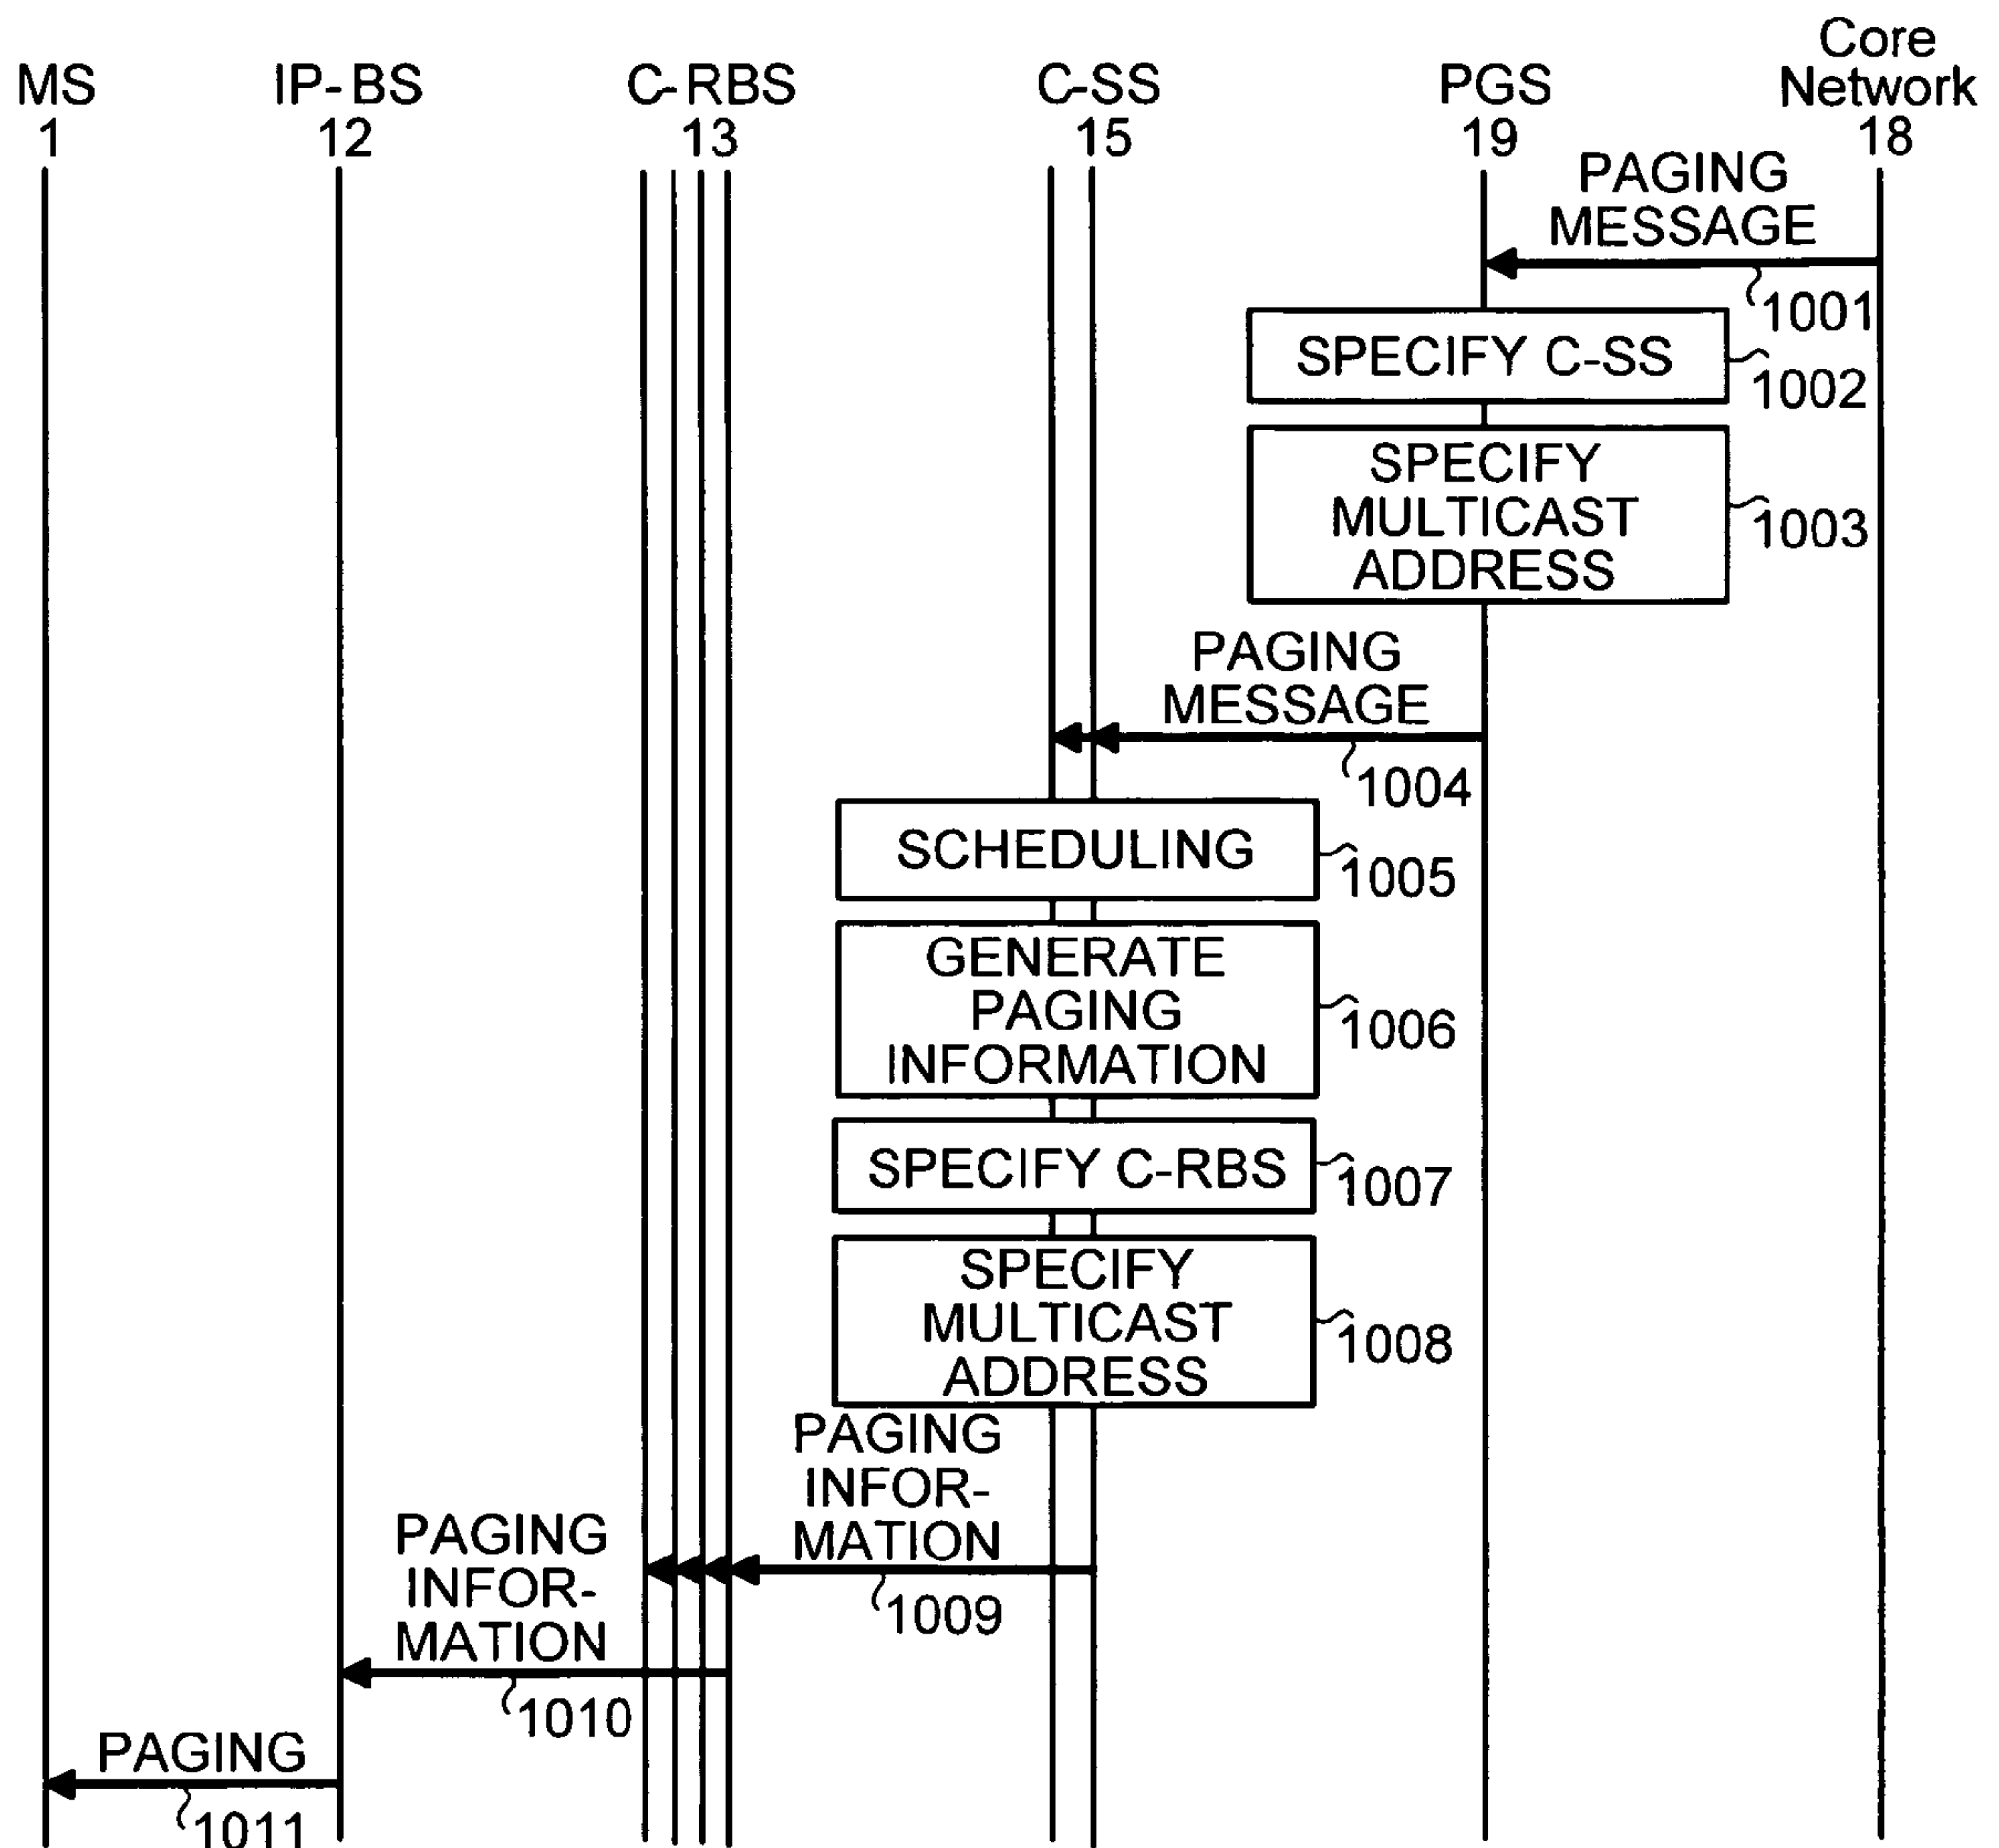 MS
1
IP-BS
12
C-RBS
13
C-SS
15
PGS
19
Core
Network
18
PAGING
MESSAGE
1001
SPECIFY C-SS
1002
SPECIFY
MULTICAST
ADDRESS
1003
PAGING
MESSAGE
1004
SCHEDULING
1005
GENERATE
PAGING
INFORMATION
1006
SPECIFY C-RBS
1007
SPECIFY
MULTICAST
ADDRESS
1008
PAGING
INFOR-
MATION
1009
PAGING
INFOR-
MATION
1010
PAGING
1011